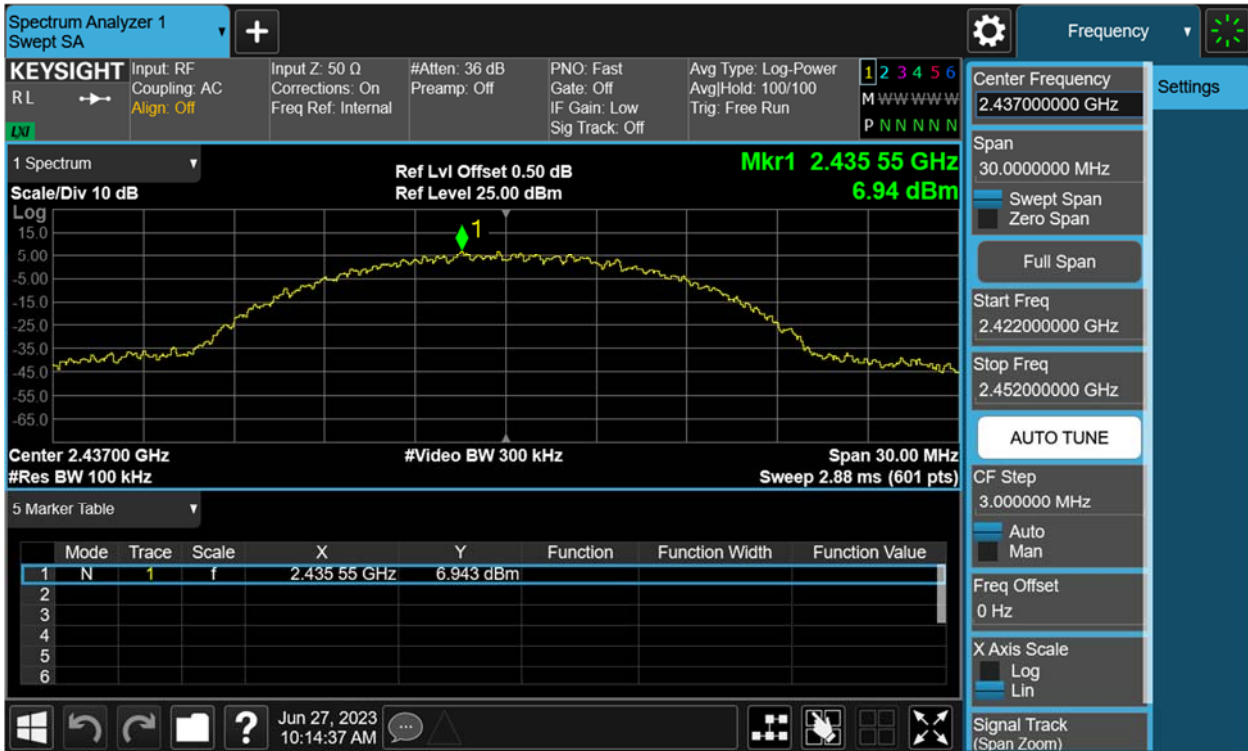 Spectrum Analyzer 1
Swept SA
+
Frequency
KEYSIGHT
R L
LXI
Input: RF
Coupling: AC
Align: Off
Input Z: 50 Ω
Corrections: On
Freq Ref: Internal
#Atten: 36 dB
Preamp: Off
PNO: Fast
Gate: Off
IF Gain: Low
Sig Track: Off
Avg Type: Log-Power
Avg|Hold: 100/100
Trig: Free Run
1 2 3 4 5 6
M W W W W W
P N N N N N
1 Spectrum
Scale/Div 10 dB
Ref Lvl Offset 0.50 dB
Ref Level 25.00 dBm
Mkr1 2.435 55 GHz
6.94 dBm
Log
15.0
5.00
-5.00
-15.0
-25.0
-35.0
-45.0
-55.0
-65.0
1
Center 2.43700 GHz
#Video BW 300 kHz
Span 30.00 MHz
#Res BW 100 kHz
Sweep 2.88 ms (601 pts)
5 Marker Table
Mode Trace Scale X Y Function Function Width Function Value
1 N 1 f 2.435 55 GHz 6.943 dBm
2
3
4
5
6
?
Jun 27, 2023
10:14:37 AM
Center Frequency
2.437000000 GHz
Settings
Span
30.0000000 MHz
Swept Span
Zero Span
Full Span
Start Freq
2.422000000 GHz
Stop Freq
2.452000000 GHz
AUTO TUNE
CF Step
3.000000 MHz
Auto
Man
Freq Offset
0 Hz
X Axis Scale
Log
Lin
Signal Track
(Span Zoom)